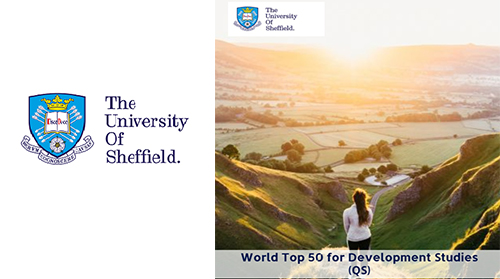 The
University
Of
Sheffield.
The
University
Of
Sheffield.
World Top 50 for Development Studies
(QS)